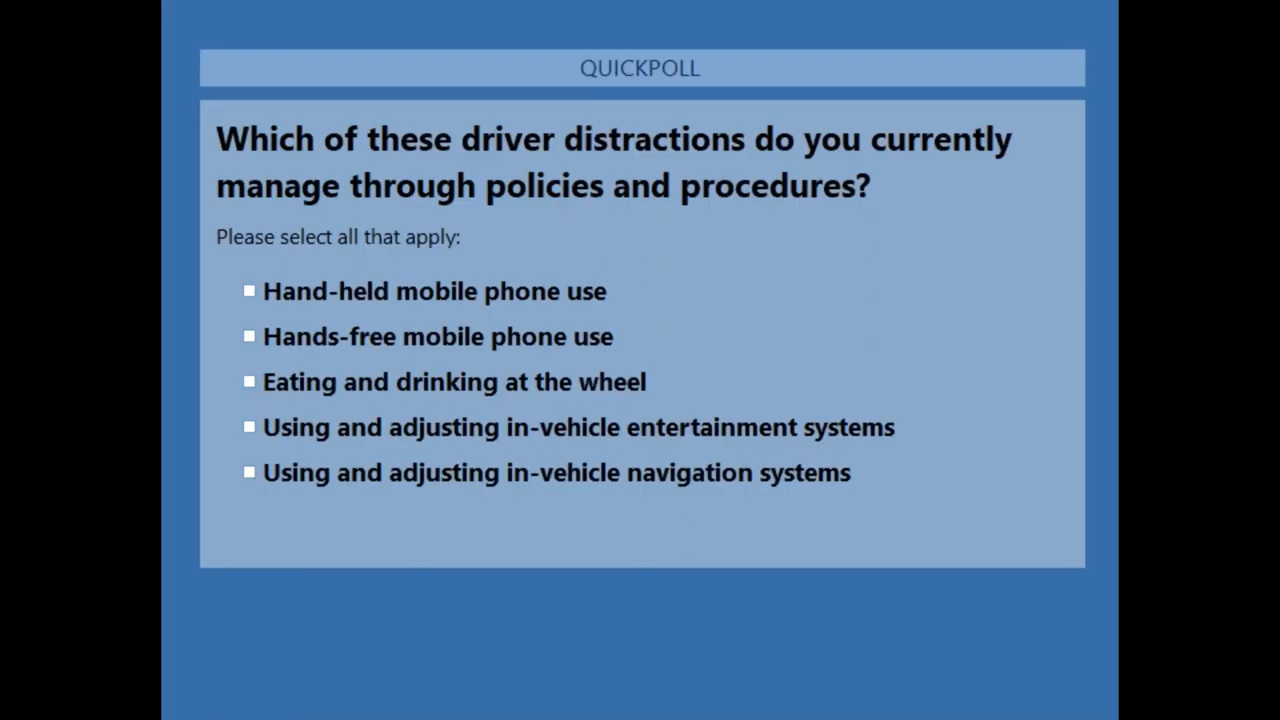 QUICKPOLL
Which of these driver distractions do you currently
manage through policies and procedures?
Please select all that apply:
Hand-held mobile phone use
Hands-free mobile phone use
Eating and drinking at the wheel
Using and adjusting in-vehicle entertainment systems
Using and adjusting in-vehicle navigation systems